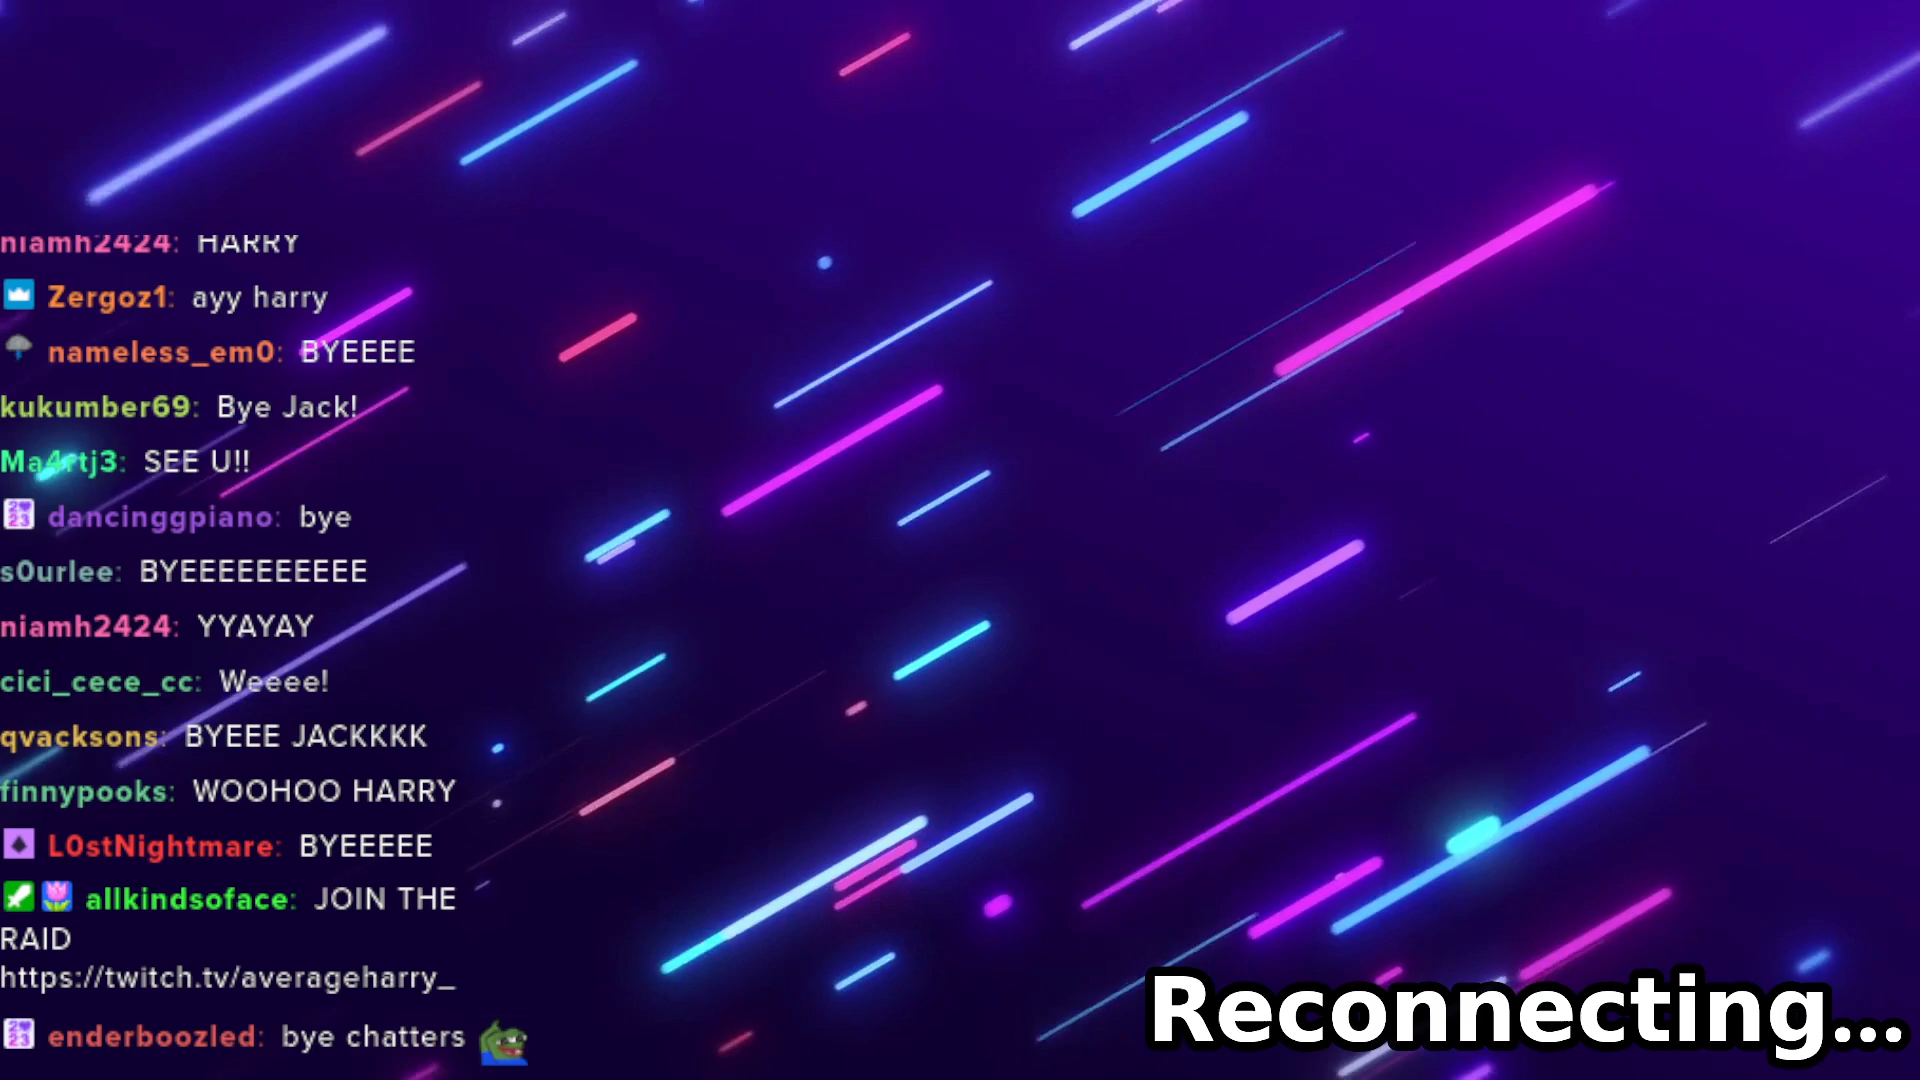 niamh2424: HARRY
Zergoz1: ayy harry
nameless_em0: BYEEEE
kukumber69: Bye Jack!
Ma4rtj3: SEE U!!
dancinggpiano: bye
s0urlee: BYEEEEEEEEEE
niamh2424: YYAYAY
cici_cece_cc: Weeee!
qvacksons: BYEEE JACKKKK
finnypooks: WOOHOO HARRY
L0stNightmare: BYEEEEE
allkindsoface: JOIN THE
RAID
https://twitch.tv/averageharry_
enderboozled: bye chatters
Reconnecting...